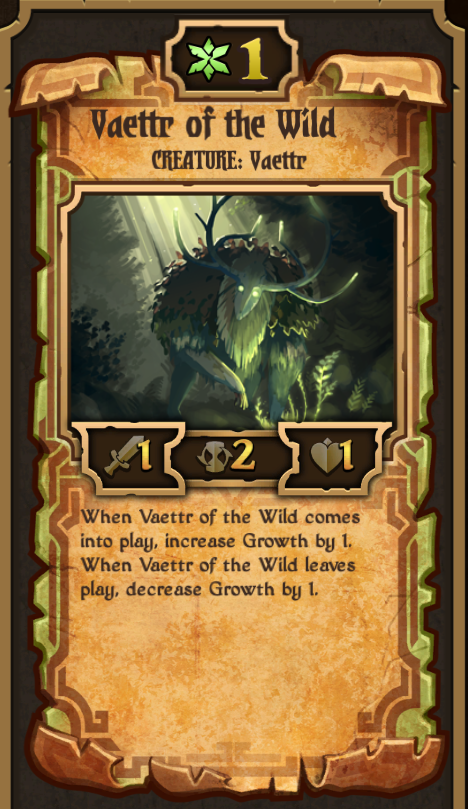 1
Vaettr of the Wild
CREATURE: Vaettr
1 2 1
When Vaettr of the Wild comes
into play, increase Growth by 1.
When Vaettr of the Wild leaves
play, decrease Growth by 1.